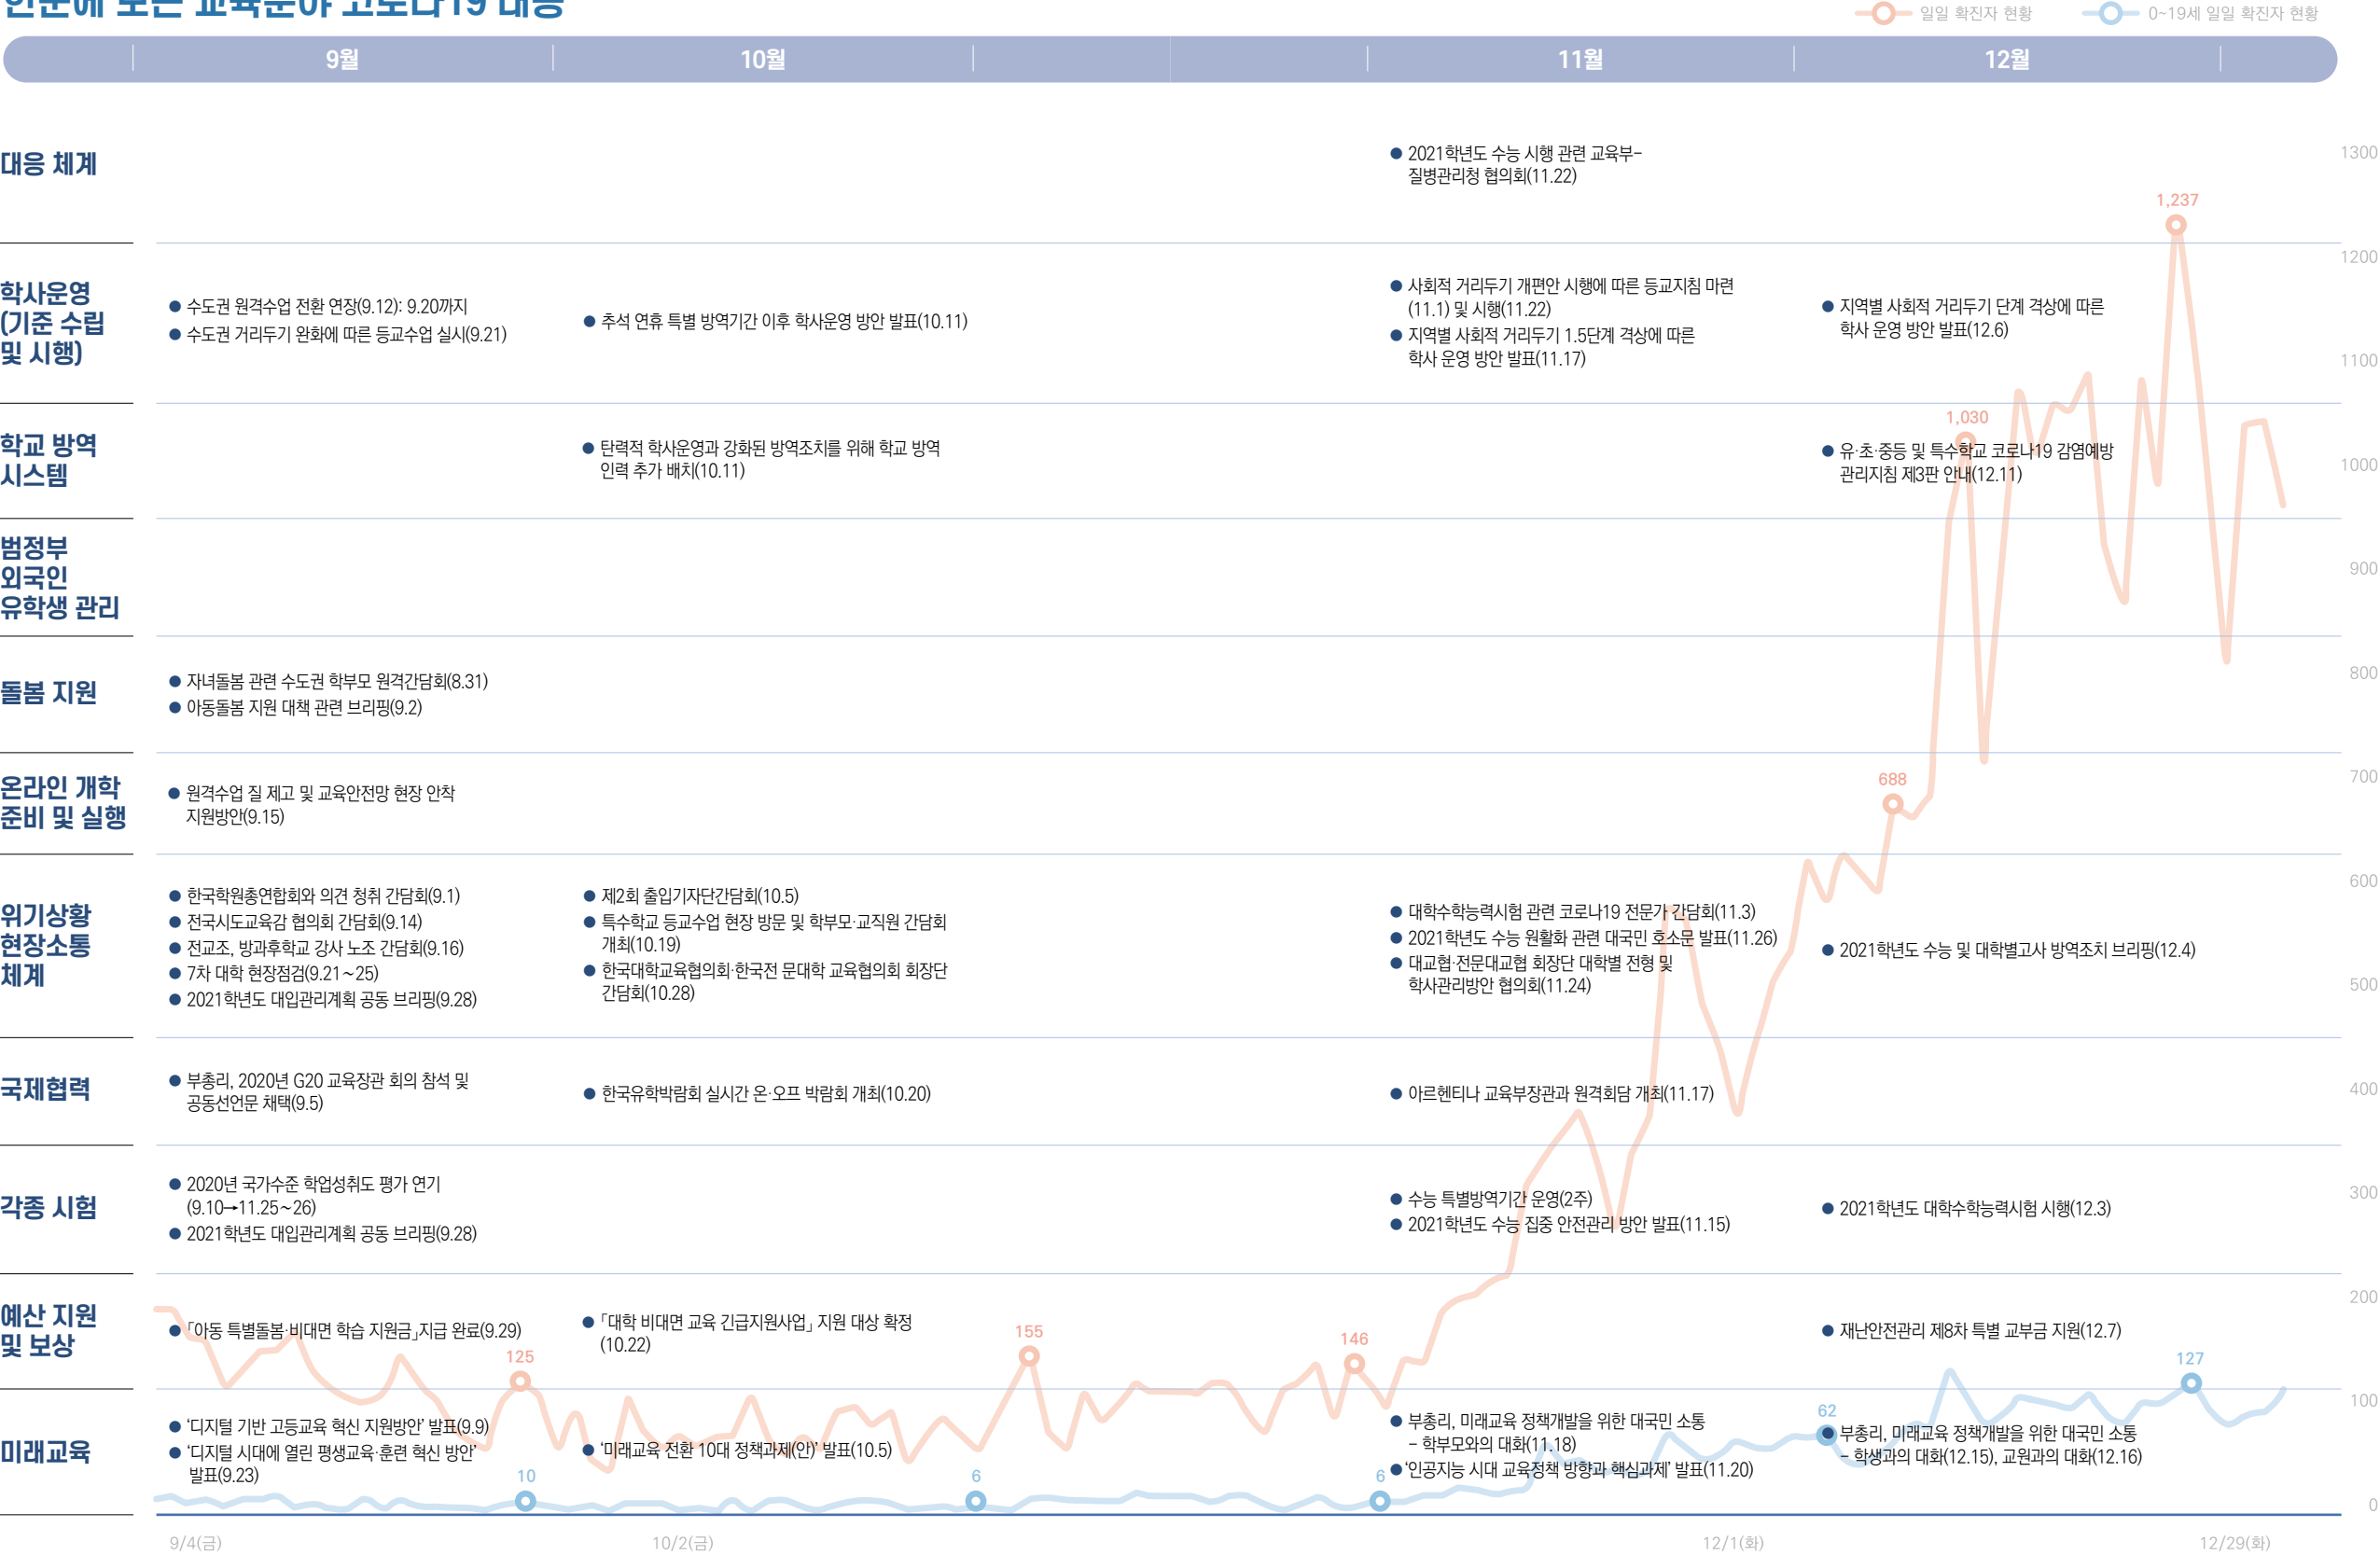 한눈에 보는 교육분야 코로나19 대응
일일 확진자 현황
0~19세 일일 확진자 현황
9월
10월
11월
12월
대응 체계
● 2021학년도 수능 시행 관련 교육부-
질병관리청 협의회(11.22)
1300
1,237
1200
학사운영
(기준 수립
및 시행)
● 수도권 원격수업 전환 연장(9.12): 9.20까지
● 수도권 거리두기 완화에 따른 등교수업 실시(9.21)
● 추석 연휴 특별 방역기간 이후 학사운영 방안 발표(10.11)
● 사회적 거리두기 개편안 시행에 따른 등교지침 마련
(11.1) 및 시행(11.22)
● 지역별 사회적 거리두기 1.5단계 격상에 따른
학사 운영 방안 발표(11.17)
● 지역별 사회적 거리두기 단계 격상에 따른
학사 운영 방안 발표(12.6)
1100
1,030
학교 방역
시스템
● 탄력적 학사운영과 강화된 방역조치를 위해 학교 방역
인력 추가 배치(10.11)
● 유·초·중등 및 특수학교 코로나19 감염예방
관리지침 제3판 안내(12.11)
1000
범정부
외국인
유학생 관리
900
돌봄 지원
● 자녀돌봄 관련 수도권 학부모 원격간담회(8.31)
● 아동돌봄 지원 대책 관련 브리핑(9.2)
800
온라인 개학
준비 및 실행
● 원격수업 질 제고 및 교육안전망 현장 안착
지원방안(9.15)
688
700
위기상황
현장소통
체계
● 한국학원총연합회와 의견 청취 간담회(9.1)
● 전국시도교육감 협의회 간담회(9.14)
● 전교조, 방과후학교 강사 노조 간담회(9.16)
● 7차 대학 현장점검(9.21~25)
● 2021학년도 대입관리계획 공동 브리핑(9.28)
● 제2회 출입기자단간담회(10.5)
● 특수학교 등교수업 현장 방문 및 학부모·교직원 간담회
개최(10.19)
● 한국대학교육협의회·한국전 문대학 교육협의회 회장단
간담회(10.28)
● 대학수학능력시험 관련 코로나19 전문가 간담회(11.3)
● 2021학년도 수능 원활화 관련 대국민 호소문 발표(11.26)
● 대교협·전문대교협 회장단 대학별 전형 및
학사관리방안 협의회(11.24)
● 2021학년도 수능 및 대학별고사 방역조치 브리핑(12.4)
600
500
국제협력
● 부총리, 2020년 G20 교육장관 회의 참석 및
공동선언문 채택(9.5)
● 한국유학박람회 실시간 온·오프 박람회 개최(10.20)
● 아르헨티나 교육부장관과 원격회담 개최(11.17)
400
각종 시험
● 2020년 국가수준 학업성취도 평가 연기
(9.10→11.25~26)
● 2021학년도 대입관리계획 공동 브리핑(9.28)
● 수능 특별방역기간 운영(2주)
● 2021학년도 수능 집중 안전관리 방안 발표(11.15)
● 2021학년도 대학수학능력시험 시행(12.3)
300
예산 지원
및 보상
● 「아동 특별돌봄·비대면 학습 지원금」지급 완료(9.29)
125
● 「대학 비대면 교육 긴급지원사업」 지원 대상 확정
(10.22)
155
146
● 재난안전관리 제8차 특별 교부금 지원(12.7)
127
200
미래교육
● '디지털 기반 고등교육 혁신 지원방안' 발표(9.9)
● '디지털 시대에 열린 평생교육·훈련 혁신 방안'
발표(9.23)
10
● '미래교육 전환 10대 정책과제(안)' 발표(10.5)
6
6
● 부총리, 미래교육 정책개발을 위한 대국민 소통
- 학부모와의 대화(11.18)
● '인공지능 시대 교육정책 방향과 핵심과제' 발표(11.20)
62
● 부총리, 미래교육 정책개발을 위한 대국민 소통
- 학생과의 대화(12.15), 교원과의 대화(12.16)
100
0
9/4(금)
10/2(금)
12/1(화)
12/29(화)